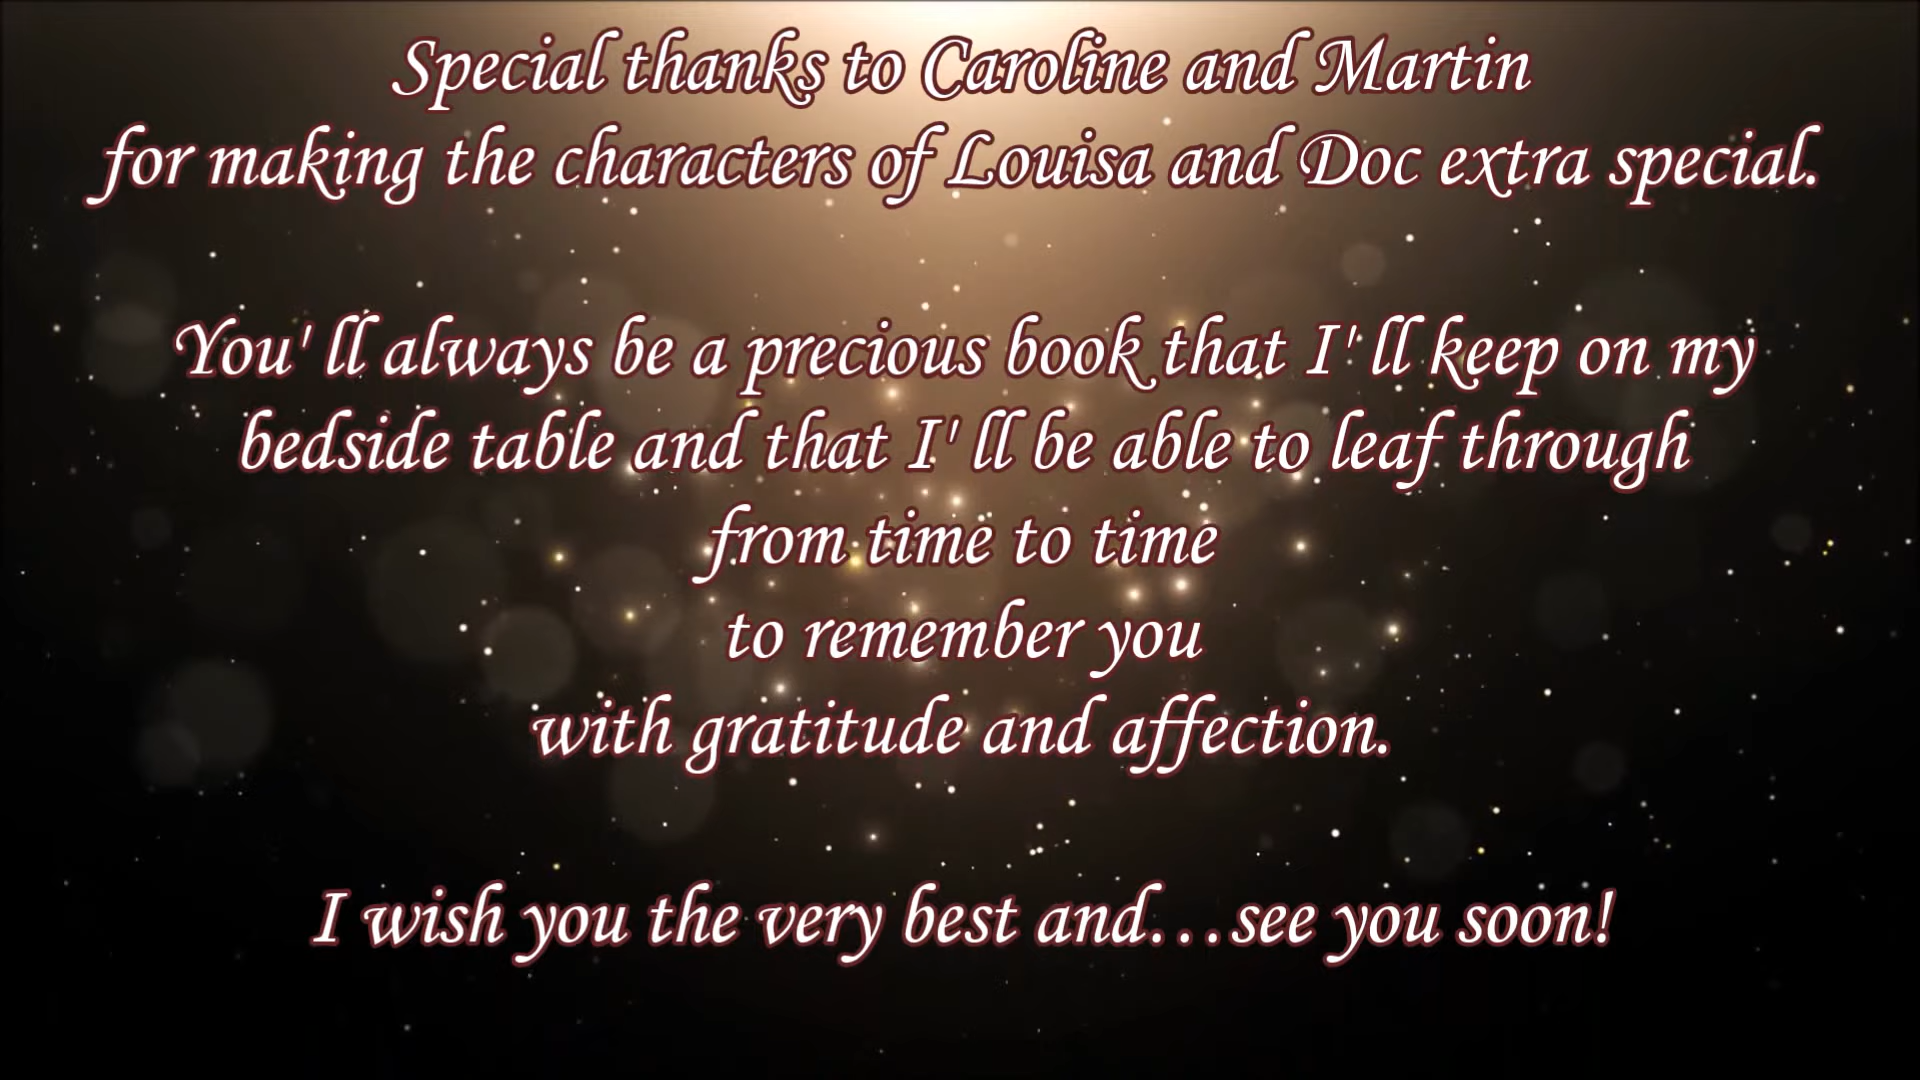 Special thanks to Caroline and Martin
for making the characters of Louisa and Doc extra special.
You' ll always be a precious book that I' ll keep on my
bedside table and that I' ll be able to leaf through
from time to time
to remember you
with gratitude and affection.
I wish you the very best and...see you soon!